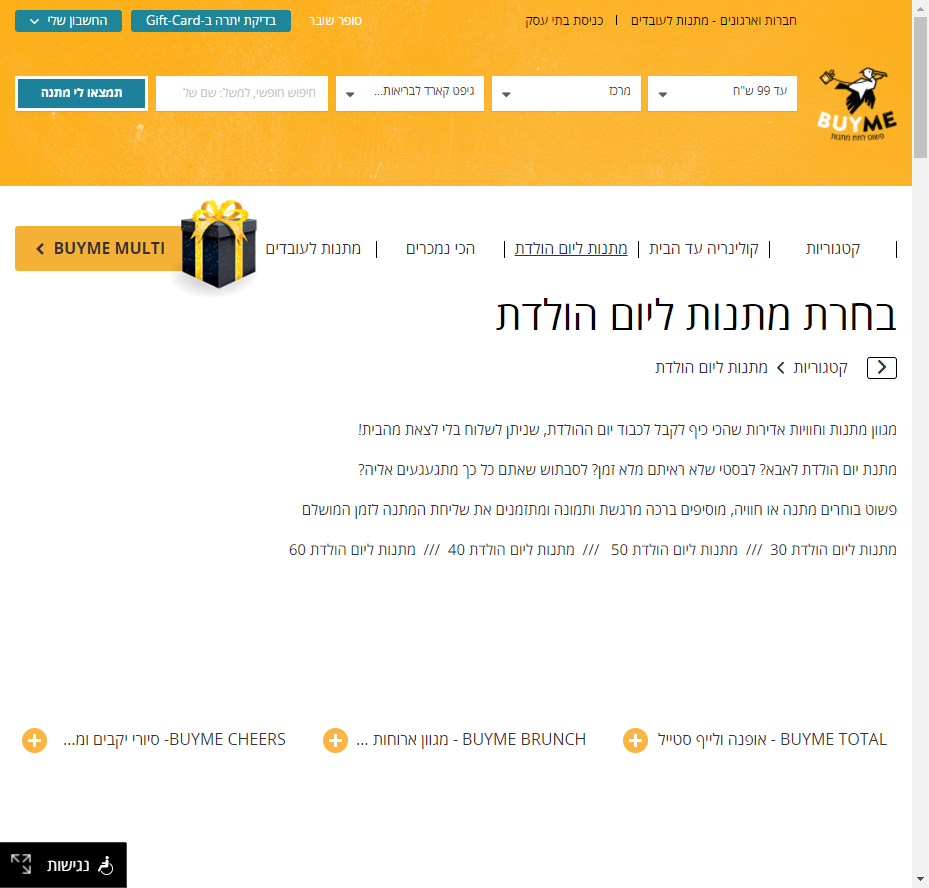 חברות וארגונים - מתנות לעובדים | כניסת בתי עסק
סופר שובר
בדיקת יתרה ב-Gift-Card
החשבון שלי
BUYME
פשוט לתת מתנות
עד 99 ש"ח
מרכז
גיפט קארד לבריאות...
חיפוש חופשי, למשל: שם של
תמצאו לי מתנה
| קטגוריות | קולינריה עד הבית | מתנות ליום הולדת | הכי נמכרים | מתנות לעובדים
BUYME MULTI
בחרת מתנות ליום הולדת
קטגוריות > מתנות ליום הולדת
מגוון מתנות וחוויות אדירות שהכי כיף לקבל לכבוד יום ההולדת, שניתן לשלוח בלי לצאת מהבית!
מתנת יום הולדת לאבא? לבסטי שלא ראיתם מלא זמן? לסבתוש שאתם כל כך מתגעגעים אליה?
פשוט בוחרים מתנה או חוויה, מוסיפים ברכה מרגשת ותמונה ומתזמנים את שליחת המתנה לזמן המושלם
מתנות ליום הולדת 30 /// מתנות ליום הולדת 50 /// מתנות ליום הולדת 40 /// מתנות ליום הולדת 60
BUYME TOTAL - אופנה ולייף סטייל
BUYME BRUNCH - מגוון ארוחות ...
BUYME CHEERS- סיורי יקבים ומ...
נגישות